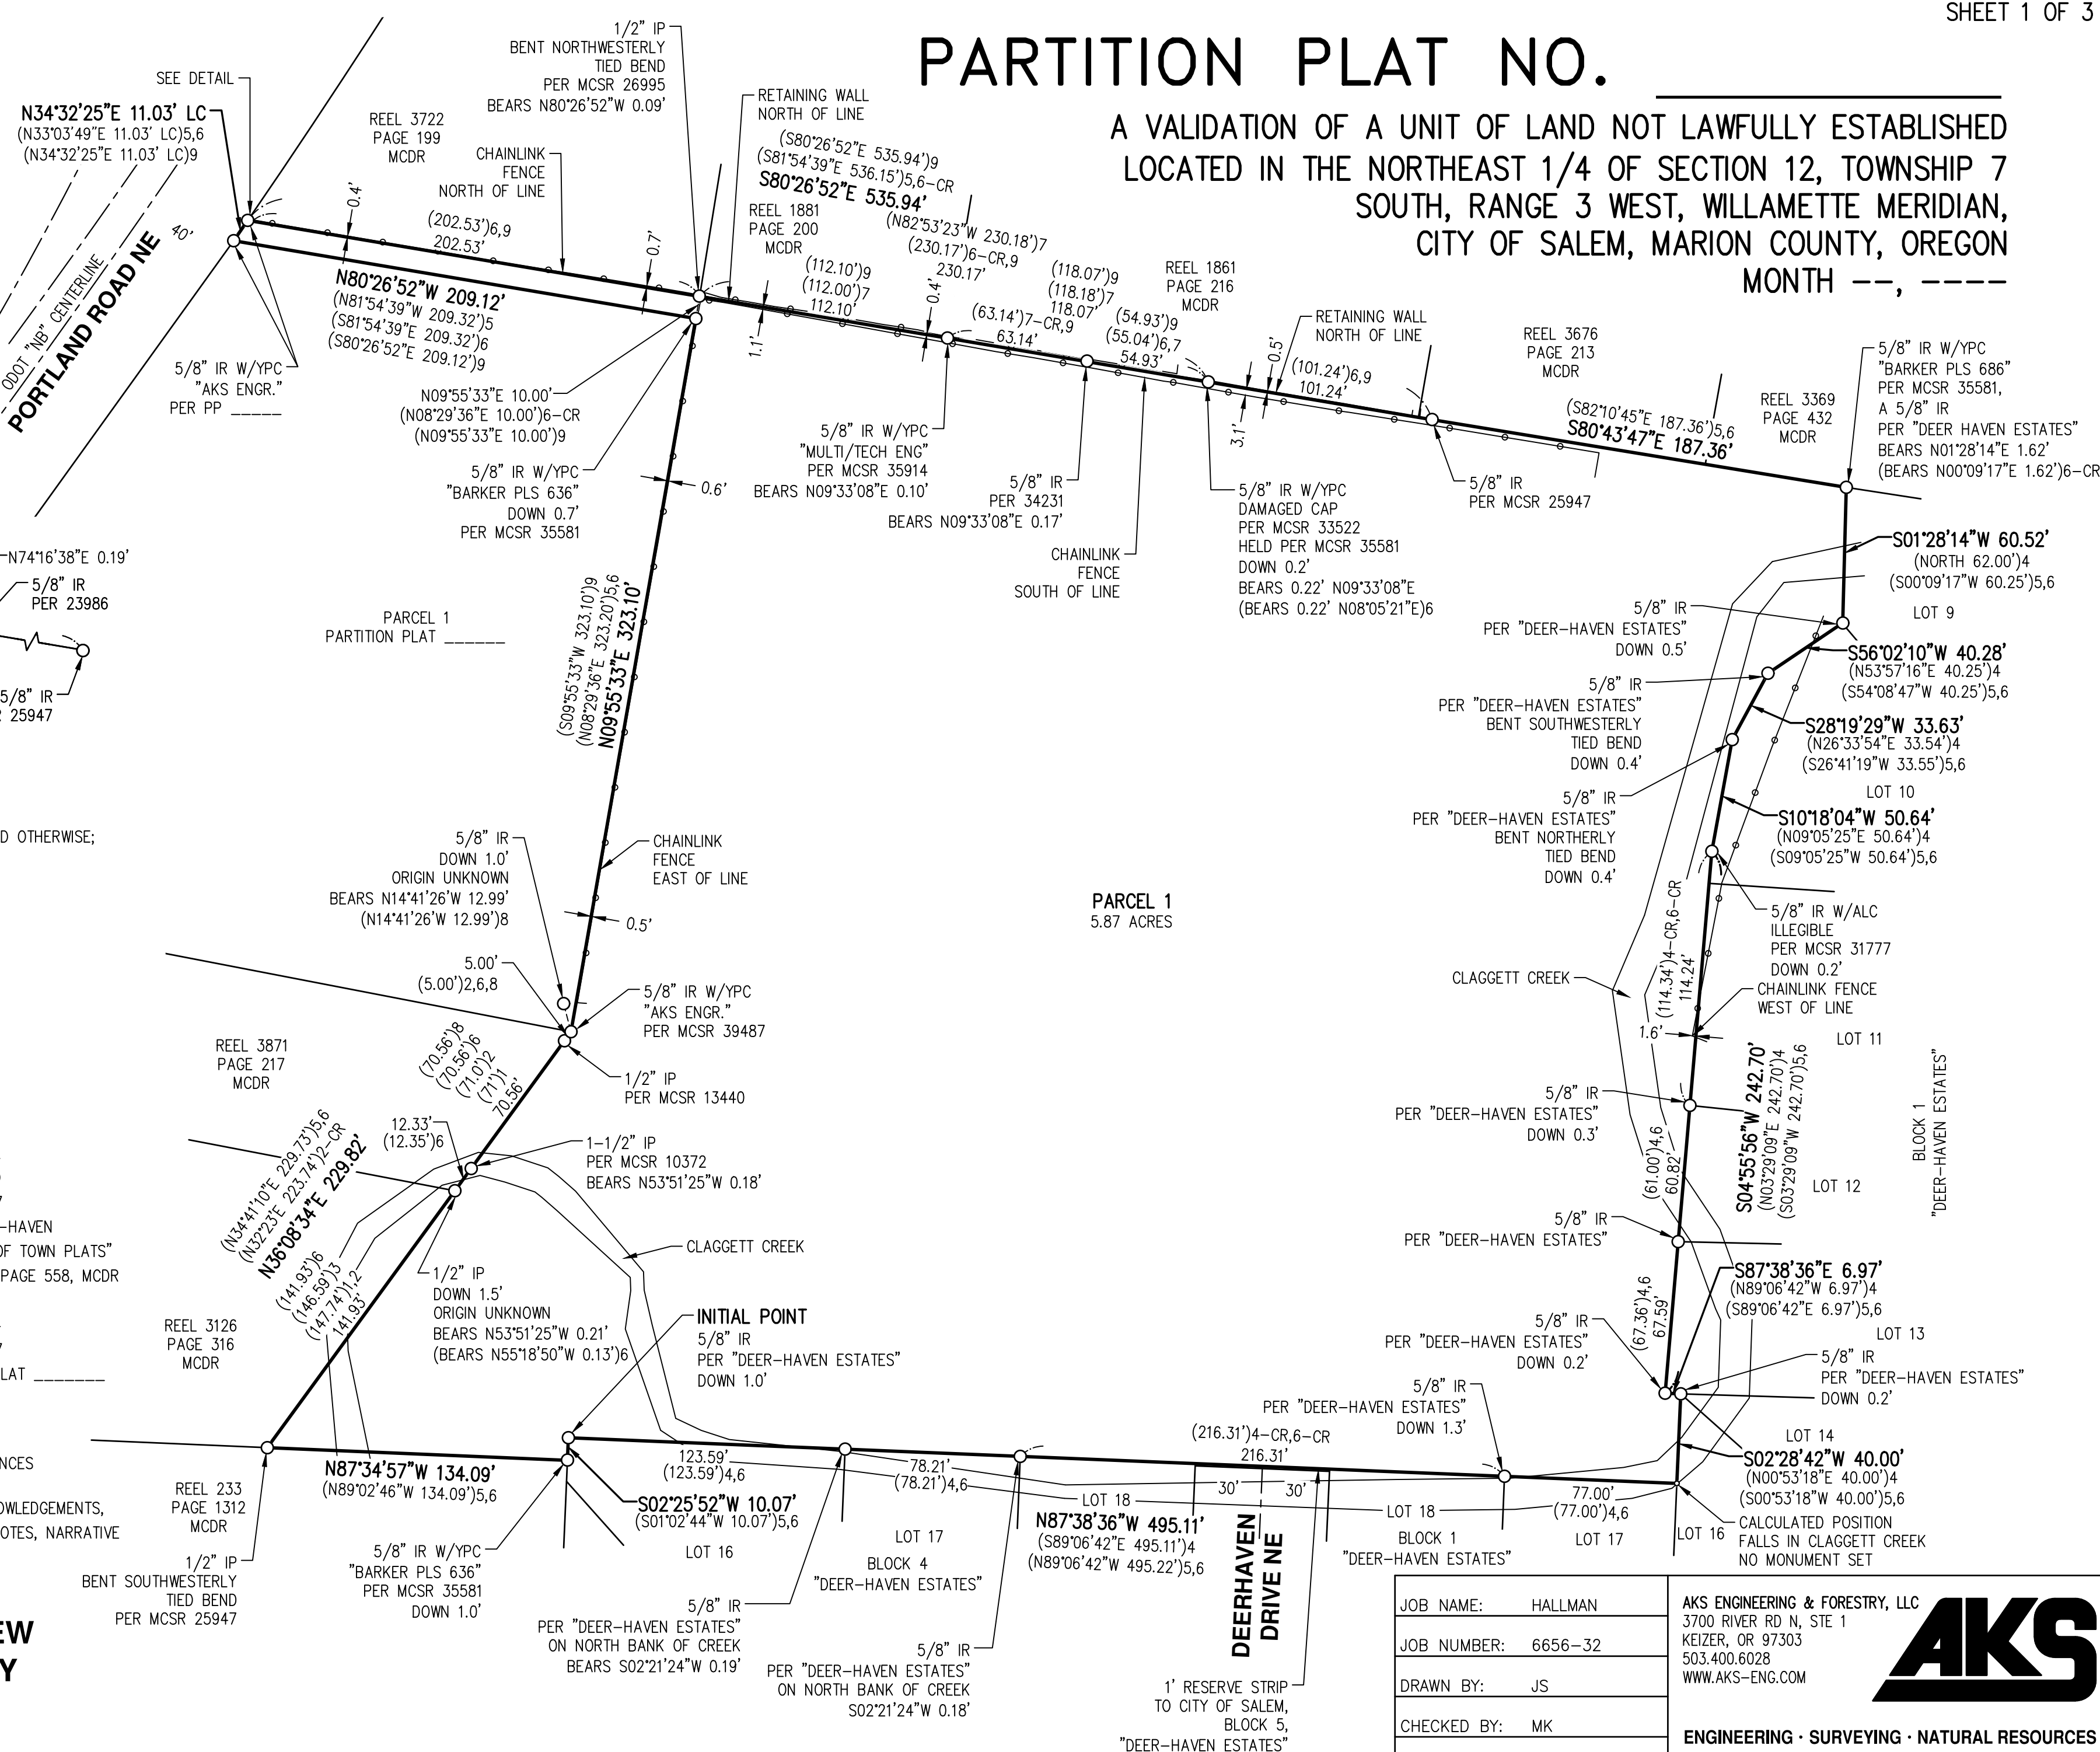 SHEET 1 OF 3
PARTITION PLAT NO.
A VALIDATION OF A UNIT OF LAND NOT LAWFULLY ESTABLISHED
LOCATED IN THE NORTHEAST 1/4 OF SECTION 12, TOWNSHIP 7
SOUTH, RANGE 3 WEST, WILLAMETTE MERIDIAN,
CITY OF SALEM, MARION COUNTY, OREGON
MONTH --, ----
SEE DETAIL
N34°32'25"E 11.03' LC
(N33°03'49"E 11.03' LC)5,6
(N34°32'25"E 11.03' LC)9
ODOT "NB" CENTERLINE
PORTLAND ROAD NE
40'
REEL 3722
PAGE 199
MCDR
0.4'
CHAINLINK
FENCE
NORTH OF LINE
1/2" IP
BENT NORTHWESTERLY
TIED BEND
PER MCSR 26995
BEARS N80°26'52"W 0.09'
RETAINING WALL
NORTH OF LINE
(S80°26'52"E 535.94')9
(S81°54'39"E 536.15')5,6-CR
S80°26'52"E 535.94'
(202.53')6,9
202.53'
0.7'
N80°26'52"W 209.12'
(N81°54'39"W 209.32')5
(S81°54'39"E 209.32')6
(S80°26'52"E 209.12')9
5/8" IR W/YPC
"AKS ENGR."
PER PP _____
REEL 1881
PAGE 200
MCDR
(N82°53'23"W 230.18')7
(230.17')6-CR,9
230.17'
(112.10')9
(112.00')7
112.10'
1.1'
0.4'
(63.14')7-CR,9
63.14'
(118.07')9
(118.18')7
118.07'
(54.93')9
(55.04')6,7
54.93'
REEL 1861
PAGE 216
MCDR
0.5'
RETAINING WALL
NORTH OF LINE
(101.24')6,9
101.24'
3.1'
REEL 3676
PAGE 213
MCDR
(S82°10'45"E 187.36')5,6
S80°43'47"E 187.36'
REEL 3369
PAGE 432
MCDR
5/8" IR W/YPC
"BARKER PLS 686"
PER MCSR 35581,
A 5/8" IR
PER "DEER HAVEN ESTATES"
BEARS N01°28'14"E 1.62'
(BEARS N00°09'17"E 1.62')6-CR
N09°55'33"E 10.00'
(N08°29'36"E 10.00')6-CR
(N09°55'33"E 10.00')9
5/8" IR W/YPC
"BARKER PLS 636"
DOWN 0.7'
PER MCSR 35581
0.6'
5/8" IR W/YPC
"MULTI/TECH ENG"
PER MCSR 35914
BEARS N09°33'08"E 0.10'
5/8" IR
PER 34231
BEARS N09°33'08"E 0.17'
CHAINLINK
FENCE
SOUTH OF LINE
5/8" IR W/YPC
DAMAGED CAP
PER MCSR 33522
HELD PER MCSR 35581
DOWN 0.2'
BEARS 0.22' N09°33'08"E
(BEARS 0.22' N08°05'21"E)6
5/8" IR
PER MCSR 25947
S01°28'14"W 60.52'
(NORTH 62.00')4
(S00°09'17"W 60.25')5,6
LOT 9
N74°16'38"E 0.19'
5/8" IR
PER 23986
5/8" IR
25947
PARCEL 1
PARTITION PLAT ______
(S09°55'33"W 323.10')9
(N08°29'36"E 323.20')5,6
N09°55'33"E 323.10'
5/8" IR
PER "DEER-HAVEN ESTATES"
DOWN 0.5'
S56°02'10"W 40.28'
(N53°57'16"E 40.25')4
(S54°08'47"W 40.25')5,6
5/8" IR
PER "DEER-HAVEN ESTATES"
BENT SOUTHWESTERLY
TIED BEND
DOWN 0.4'
S28°19'29"W 33.63'
(N26°33'54"E 33.54')4
(S26°41'19"W 33.55')5,6
LOT 10
5/8" IR
PER "DEER-HAVEN ESTATES"
BENT NORTHERLY
TIED BEND
DOWN 0.4'
S10°18'04"W 50.64'
(N09°05'25"E 50.64')4
(S09°05'25"W 50.64')5,6
D OTHERWISE;
5/8" IR
DOWN 1.0'
ORIGIN UNKNOWN
BEARS N14°41'26'W 12.99'
(N14°41'26'W 12.99')8
CHAINLINK
FENCE
EAST OF LINE
0.5'
PARCEL 1
5.87 ACRES
5/8" IR W/ALC
ILLEGIBLE
PER MCSR 31777
DOWN 0.2'
CLAGGETT CREEK
(114.34')4-CR,6-CR
114.24'
CHAINLINK FENCE
WEST OF LINE
1.6'
LOT 11
5.00'
(5.00')2,6,8
5/8" IR W/YPC
"AKS ENGR."
PER MCSR 39487
REEL 3871
PAGE 217
MCDR
(70.56')8
(70.56')6
(71.0')2
(71')1
70.56'
1/2" IP
PER MCSR 13440
12.33'
(12.35')6
1-1/2" IP
PER MCSR 10372
BEARS N53°51'25"W 0.18'
5/8" IR
PER "DEER-HAVEN ESTATES"
DOWN 0.3'
S04°55'56"W 242.70'
(N03°29'09"E 242.70')4
(S03°29'09"W 242.70')5,6
BLOCK 1
"DEER-HAVEN ESTATES"
(61.00')4,6
60.82'
LOT 12
(N34°41'10"E 229.73')5,6
(N32°23'E 223.74')2-CR
N36°08'34"E 229.82'
(141.93')6
(146.59')3
(147.74')1,2
141.93'
-HAVEN
OF TOWN PLATS"
PAGE 558, MCDR
LAT _______
CLAGGETT CREEK
5/8" IR
PER "DEER-HAVEN ESTATES"
1/2" IP
DOWN 1.5'
ORIGIN UNKNOWN
BEARS N53°51'25"W 0.21'
(BEARS N55°18'50"W 0.13')6
REEL 3126
PAGE 316
MCDR
INITIAL POINT
5/8" IR
PER "DEER-HAVEN ESTATES"
DOWN 1.0'
S87°38'36"E 6.97'
(N89°06'42"W 6.97')4
(S89°06'42"E 6.97')5,6
(67.36')4,6
67.59'
LOT 13
5/8" IR
PER "DEER-HAVEN ESTATES"
DOWN 0.2'
5/8" IR
PER "DEER-HAVEN ESTATES"
DOWN 0.2'
5/8" IR
PER "DEER-HAVEN ESTATES"
DOWN 1.3'
(216.31')4-CR,6-CR
216.31'
LOT 14
S02°28'42"W 40.00'
(N00°53'18"E 40.00')4
(S00°53'18"W 40.00')5,6
CALCULATED POSITION
FALLS IN CLAGGETT CREEK
NO MONUMENT SET
NCES
OWLEDGEMENTS,
OTES, NARRATIVE
N87°34'57"W 134.09'
(N89°02'46"W 134.09')5,6
REEL 233
PAGE 1312
MCDR
123.59'
(123.59')4,6
S02°25'52"W 10.07'
(S01°02'44"W 10.07')5,6
78.21'
(78.21')4,6
LOT 18
30'
30'
LOT 18
77.00'
(77.00')4,6
N87°38'36"W 495.11'
(S89°06'42"E 495.11')4
(N89°06'42"W 495.22')5,6
DEERHAVEN
DRIVE NE
BLOCK 1
"DEER-HAVEN ESTATES"
LOT 17
LOT 16
LOT 16
LOT 17
BLOCK 4
"DEER-HAVEN ESTATES"
1/2" IP
BENT SOUTHWESTERLY
TIED BEND
PER MCSR 25947
5/8" IR W/YPC
"BARKER PLS 636"
PER MCSR 35581
DOWN 1.0'
5/8" IR
PER "DEER-HAVEN ESTATES"
ON NORTH BANK OF CREEK
BEARS S02°21'24"W 0.19'
5/8" IR
PER "DEER-HAVEN ESTATES"
ON NORTH BANK OF CREEK
S02°21'24"W 0.18'
1' RESERVE STRIP
TO CITY OF SALEM,
BLOCK 5,
"DEER-HAVEN ESTATES"
EW
Y
JOB NAME: HALLMAN
JOB NUMBER: 6656-32
DRAWN BY: JS
CHECKED BY: MK
AKS ENGINEERING & FORESTRY, LLC
3700 RIVER RD N, STE 1
KEIZER, OR 97303
503.400.6028
WWW.AKS-ENG.COM
AKS
ENGINEERING · SURVEYING · NATURAL RESOURCES